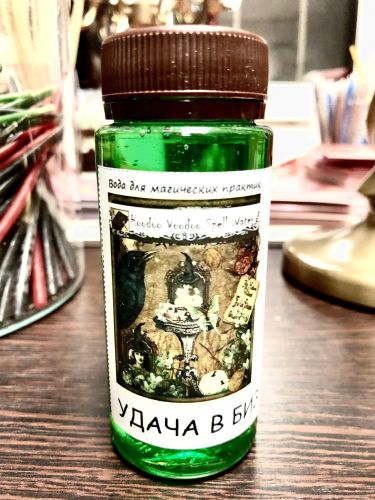 Вода для магических практик
Hoodoo Voodoo Spell Water
УДАЧА В БИЗ